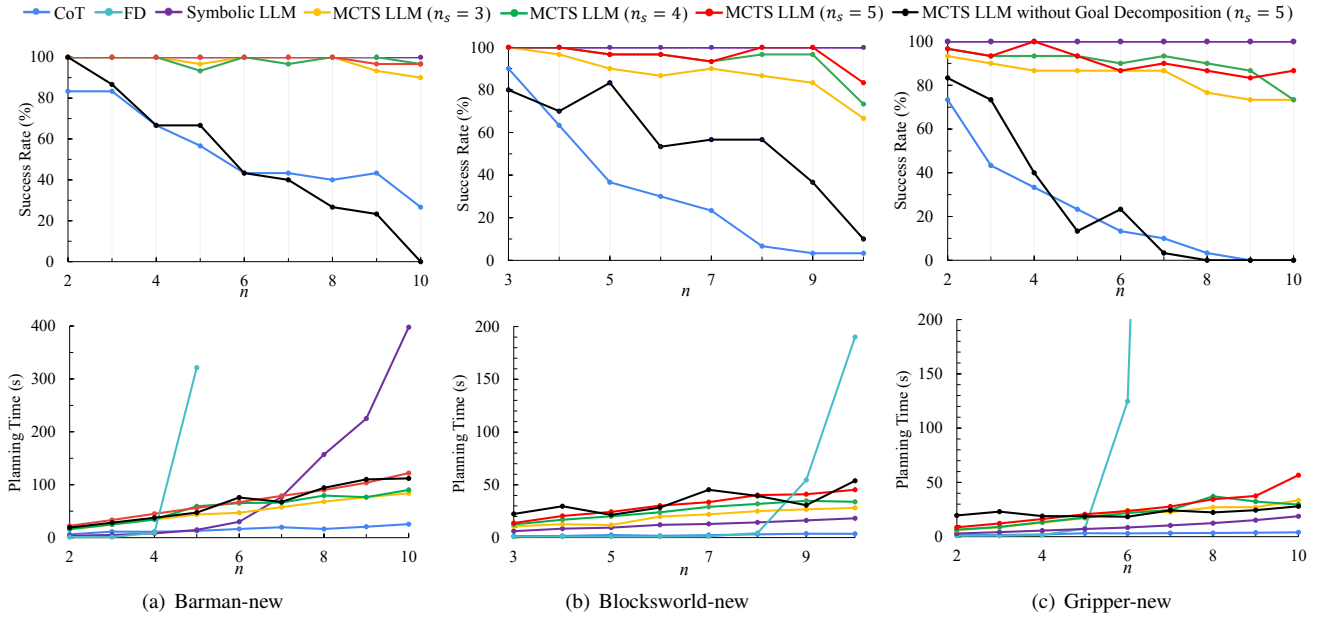 CoT FD Symbolic LLM MCTS LLM (n_s = 3) MCTS LLM (n_s = 4) MCTS LLM (n_s = 5) MCTS LLM without Goal Decomposition (n_s = 5)
Success Rate (%)
100
80
60
40
20
0
2 4 6 8 10
n
Success Rate (%)
100
80
60
40
20
0
3 5 7 9
n
Success Rate (%)
100
80
60
40
20
0
2 3 4 5 6 7 8 9 10
n
Planning Time (s)
400
300
200
100
0
2 4 6 8 10
n
Planning Time (s)
200
150
100
50
0
3 5 7 9
n
Planning Time (s)
200
150
100
50
0
2 4 6 8 10
n
(a) Barman-new
(b) Blocksworld-new
(c) Gripper-new